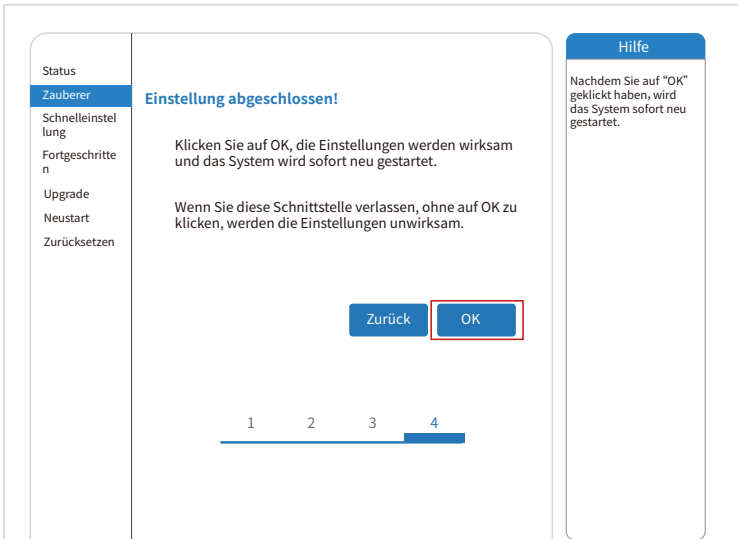 Status
Zauberer
Schnelleinstel
lung
Fortgeschritte
n
Upgrade
Neustart
Zurücksetzen
Einstellung abgeschlossen!
Klicken Sie auf OK, die Einstellungen werden wirksam
und das System wird sofort neu gestartet.
Wenn Sie diese Schnittstelle verlassen, ohne auf OK zu
klicken, werden die Einstellungen unwirksam.
Zurück
OK
1 2 3 4
Hilfe
Nachdem Sie auf “OK”
geklickt haben, wird
das System sofort neu
gestartet.